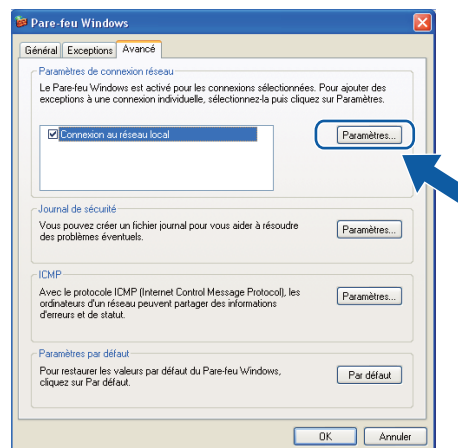 Pare-feu Windows
Général Exceptions Avancé
Paramètres de connexion réseau
Le Pare-feu Windows est activé pour les connexions sélectionnées. Pour ajouter des
exceptions à une connexion individuelle, sélectionnez-la puis cliquez sur Paramètres.
Connexion au réseau local
Paramètres...
Journal de sécurité
Vous pouvez créer un fichier journal pour vous aider à résoudre
des problèmes éventuels.
Paramètres...
ICMP
Avec le protocole ICMP (Internet Control Message Protocol), les
ordinateurs d'un réseau peuvent partager des informations
d'erreurs et de statut.
Paramètres...
Paramètres par défaut
Pour restaurer les valeurs par défaut du Pare-feu Windows,
cliquez sur Par défaut.
Par défaut
OK Annuler